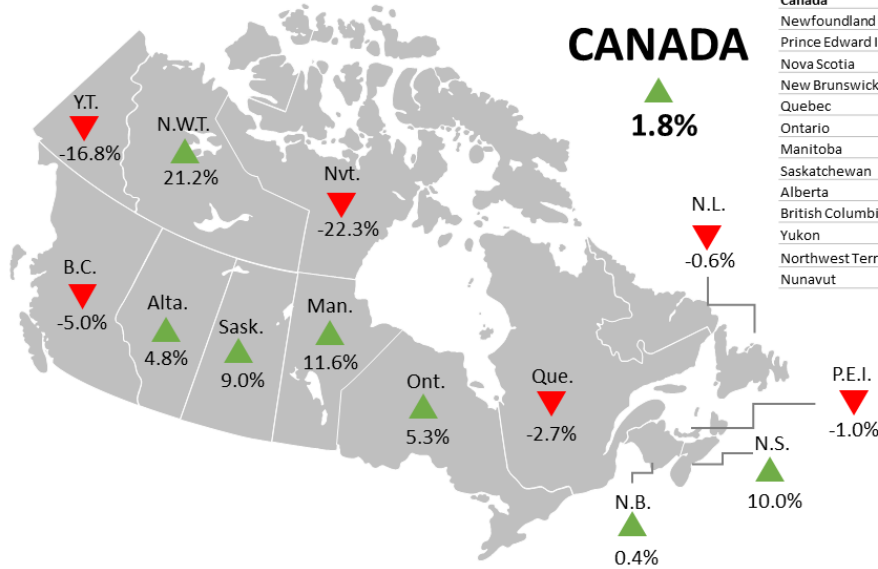 CANADA
1.8%
Y.T.
-16.8%
N.W.T.
21.2%
Nvt.
-22.3%
B.C.
-5.0%
Alta.
4.8%
Sask.
9.0%
Man.
11.6%
Ont.
5.3%
Que.
-2.7%
N.L.
-0.6%
P.E.I.
-1.0%
N.S.
10.0%
N.B.
0.4%
Canada
Newfoundland
Prince Edward I
Nova Scotia
New Brunswick
Quebec
Ontario
Manitoba
Saskatchewan
Alberta
British Columbi
Yukon
Northwest Terr
Nunavut